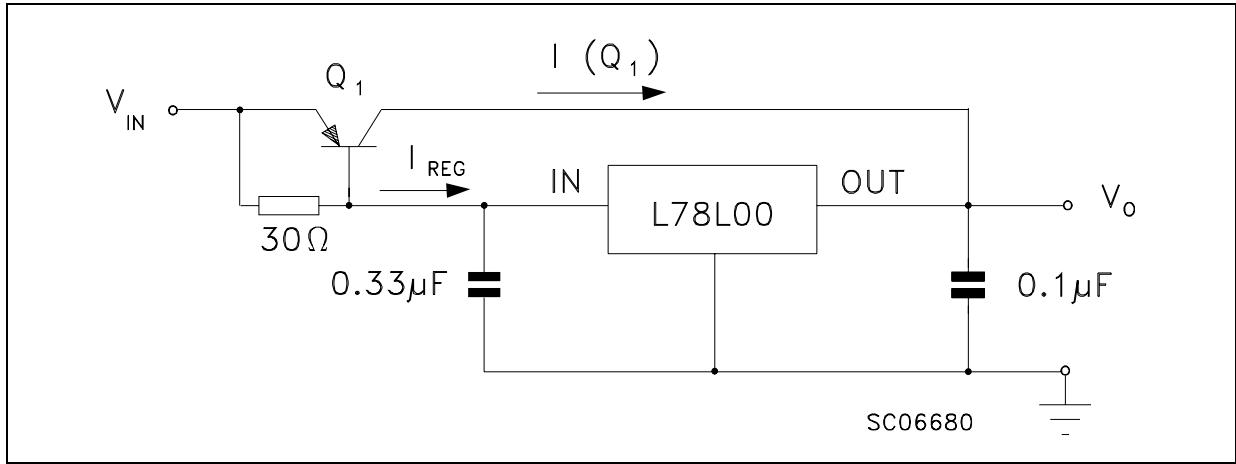 I (Q1)
Q1
VIN
IREG
IN
OUT
L78L00
VO
30Ω
0.33µF
0.1µF
SC06680